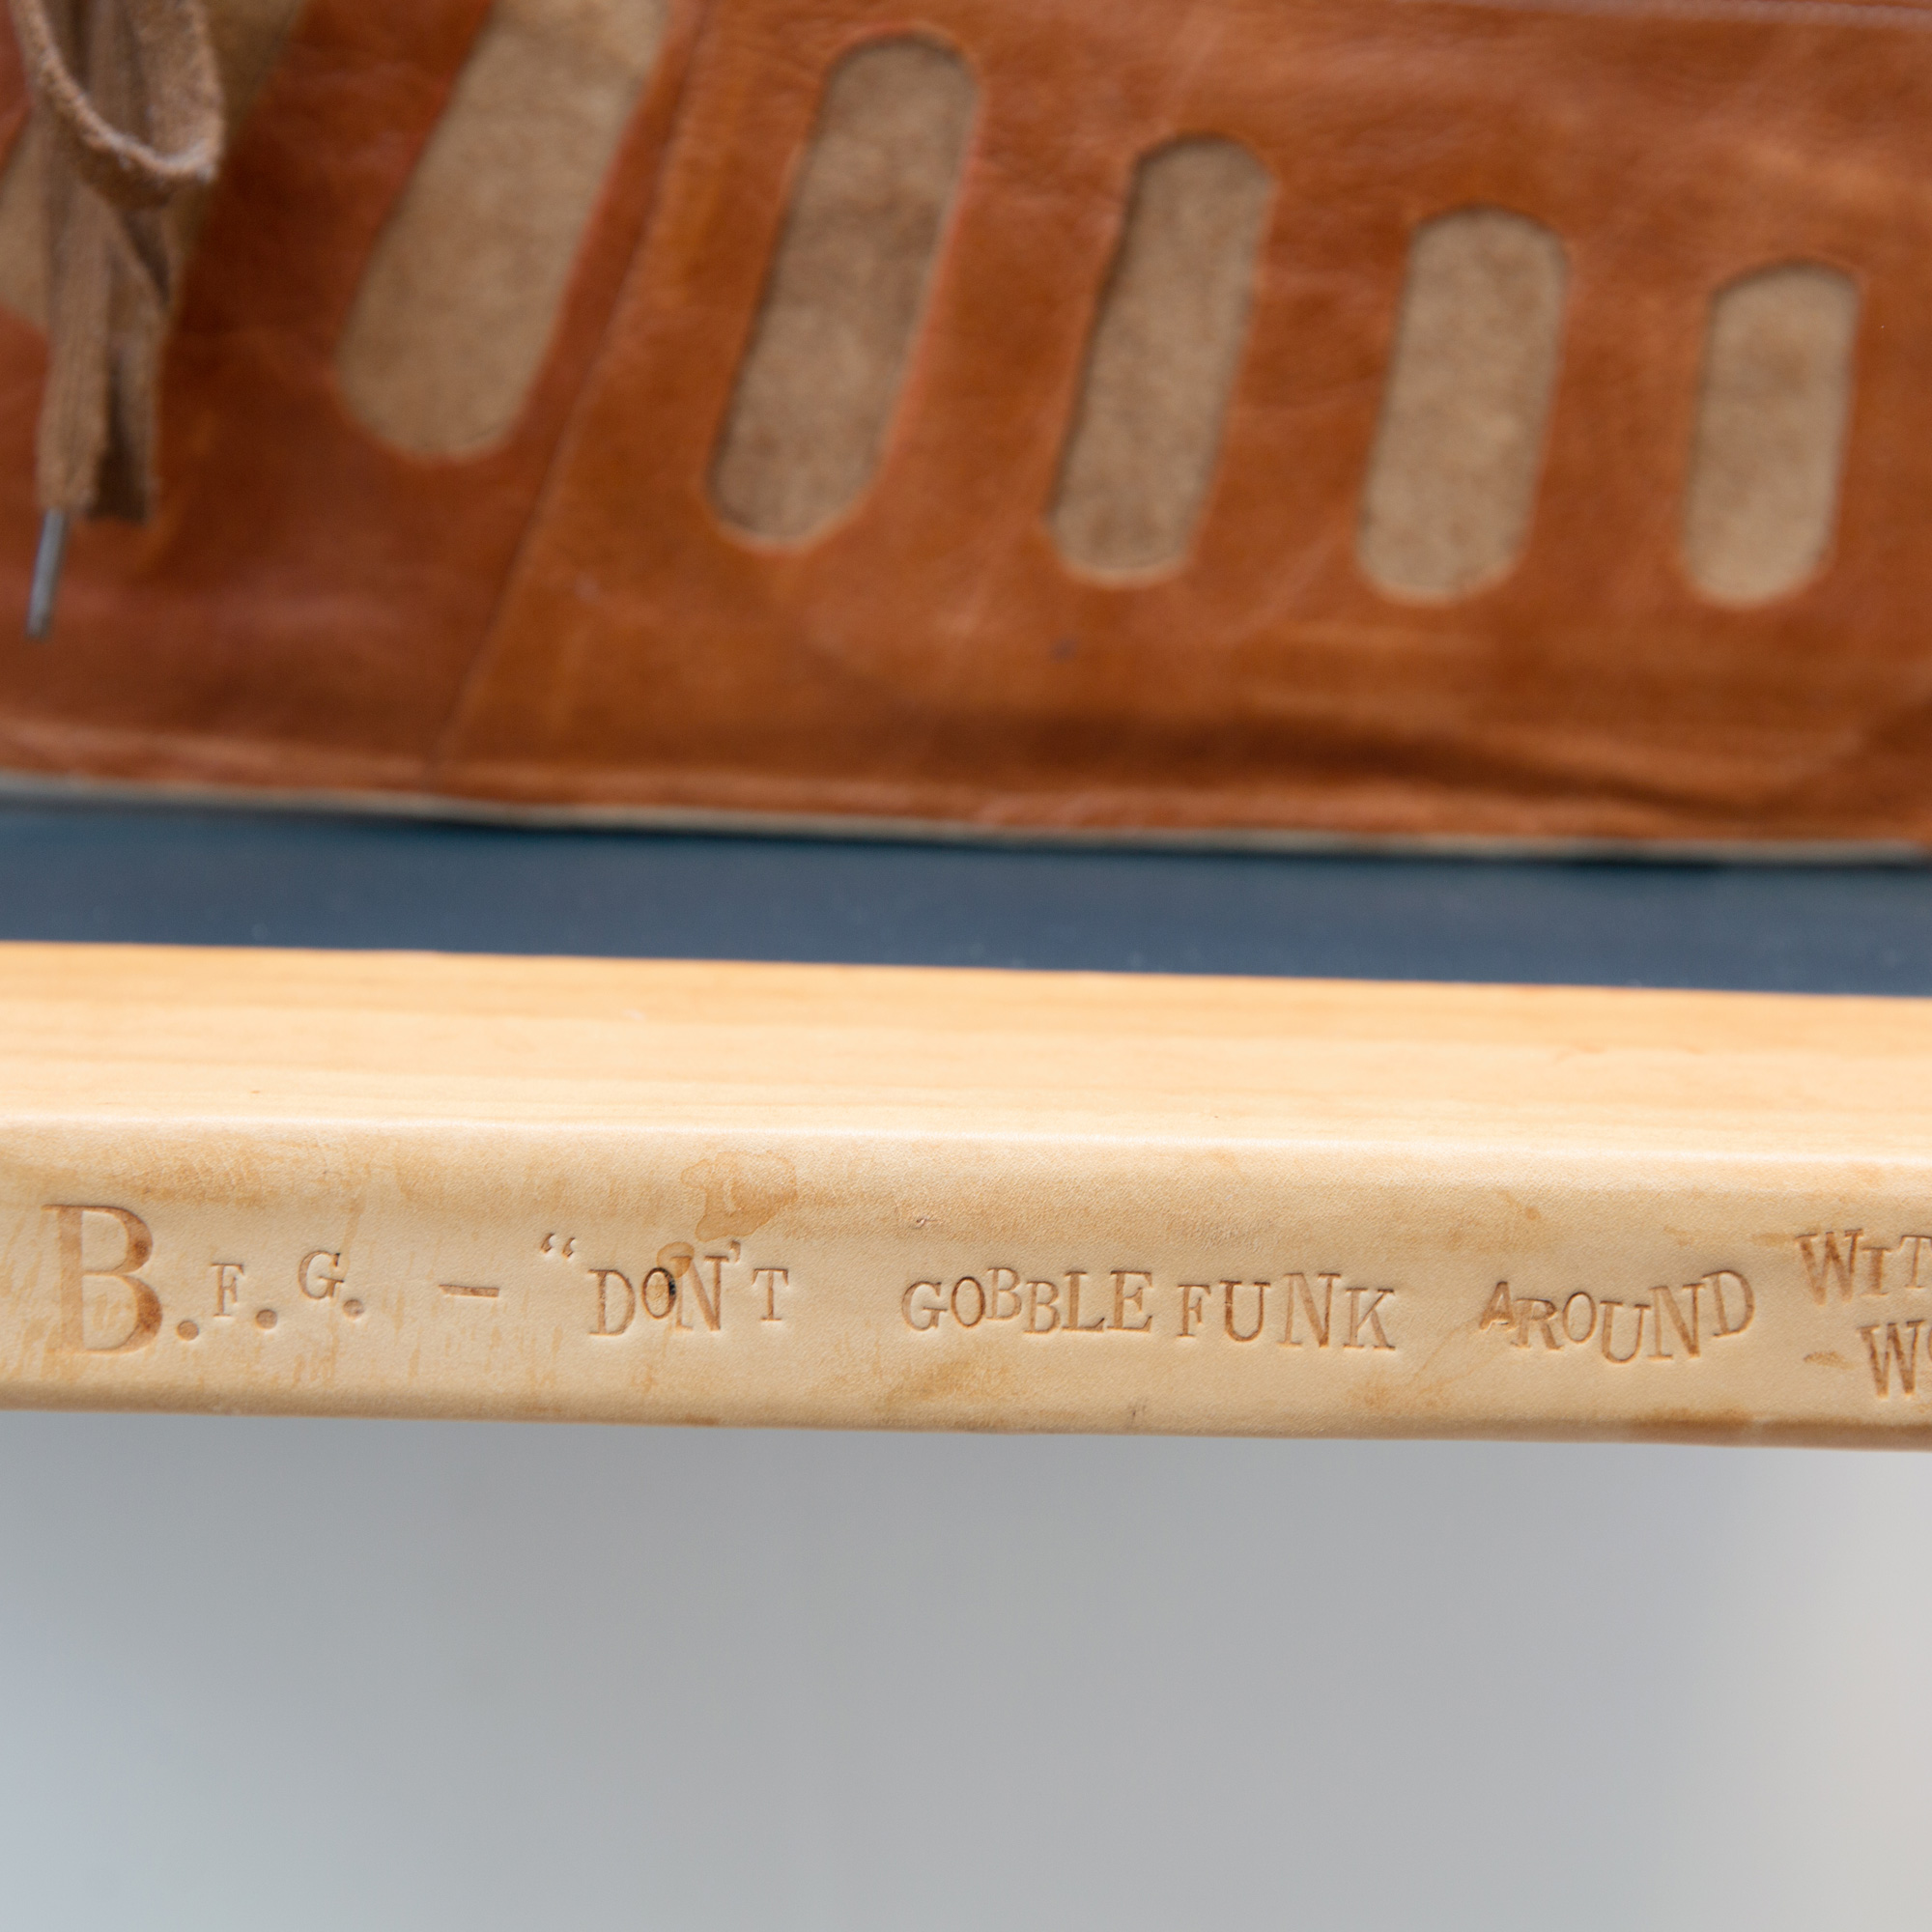 B.F.G. — “DON'T GOBBLEFUNK AROUND